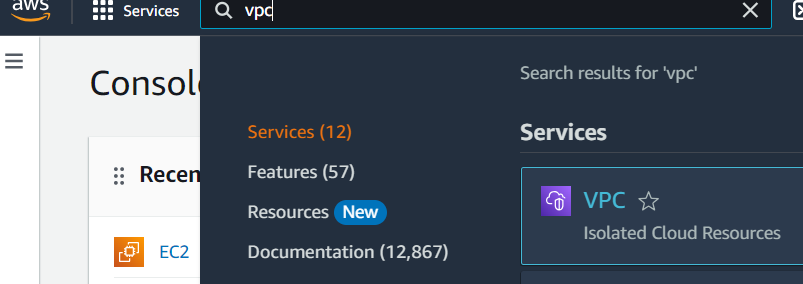 aws
Services
vpc
Console
Recen
EC2
Search results for 'vpc'
Services (12)
Features (57)
Resources New
Documentation (12,867)
Services
VPC
Isolated Cloud Resources